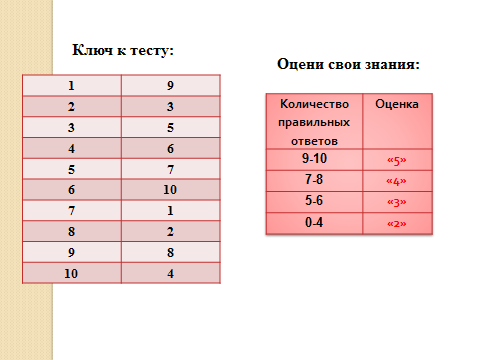 Ключ к тесту:
1 9
2 3
3 5
4 6
5 7
6 10
7 1
8 2
9 8
10 4
Оцени свои знания:
Количество Оценка
правильных
ответов
9-10 «5»
7-8 «4»
5-6 «3»
0-4 «2»